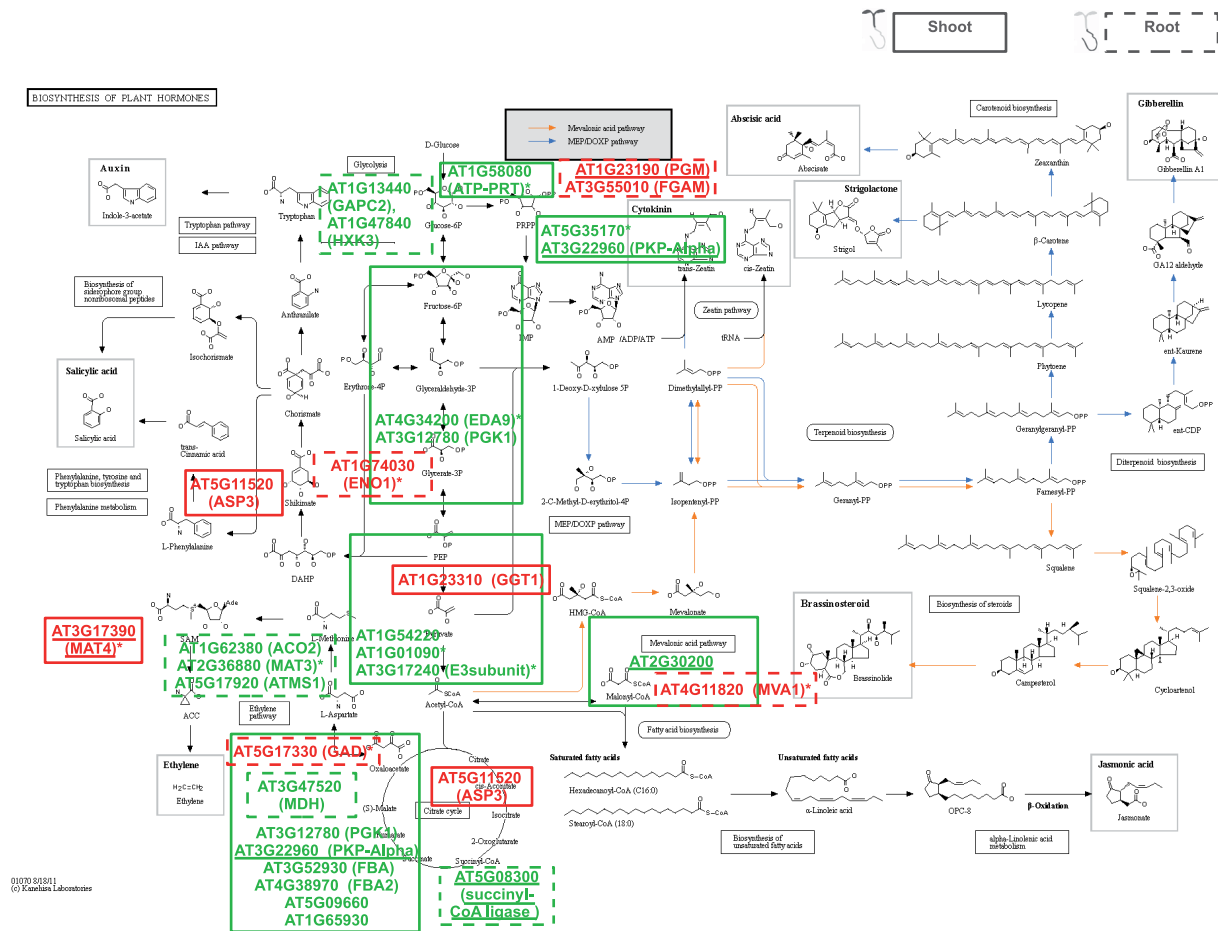 Shoot
Root
BIOSYNTHESIS OF PLANT HORMONES
Mevalonic acid pathway
MEP/DOXP pathway
Abscisic acid
Abscisate
Carotenoid biosynthesis
Zeaxanthin
Gibberellin
Gibberellin A1
Auxin
Indole-3-acetate
Tryptophan pathway
IAA pathway
Tryptophan
Glycolysis
D-Glucose
AT1G13440
(GAPC2),
AT1G47840
(HXK3)
Glucose-6P
AT1G58080
(ATP-PRT)*
PRPP
AT1G23190 (PGM)
AT3G55010 (FGAM)
Cytokinin
AT5G35170*
AT3G22960 (PKP-Alpha)
trans-Zeatin
cis-Zeatin
Strigolactone
Strigol
β-Carotene
GA12 aldehyde
Biosynthesis of
siderophore group
nonribosomal peptides
Anthranilate
Isochorismate
Fructose-6P
IMP
AMP
/ADP/ATP
tRNA
Zeatin pathway
Lycopene
ent-Kaurene
Phytoene
Salicylic acid
Salicylic acid
Chorismate
Erythrose-4P
Glyceraldehyde-3P
1-Deoxy-D-xylulose 5P
Dimethylallyl-PP
Geranylgeranyl-PP
ent-CDP
trans-
Cinnamic acid
AT4G34200 (EDA9)*
AT3G12780 (PGK1)
Terpenoid biosynthesis
Diterpenoid biosynthesis
Phenylalanine, tyrosine and
tryptophan biosynthesis
Phenylalanine metabolism
AT5G11520
(ASP3)
Shikimate
AT1G74030
(ENO1)*
Glycerate-3P
2-C-Methyl-D-erythritol-4P
MEP/DOXP pathway
Isopentenyl-PP
Geranyl-PP
Farnesyl-PP
L-Phenylalanine
DAHP
PEP
Squalene
Squalene-2,3-oxide
AT1G23310 (GGT1)
HMG-CoA
Mevalonate
AT3G17390
(MAT4)*
SAM
L-Methionine
AT1G62380 (ACO2)
AT2G36880 (MAT3)*
AT5G17920 (ATMS1)
Pyruvate
AT1G54220
AT1G01090*
AT3G17240(E3subunit)*
Mevalonic acid pathway
AT2G30200
Malonyl-CoA
AT4G11820 (MVA1)*
Brassinosteroid
Brassinolide
Biosynthesis of steroids
Campesterol
Cycloartenol
ACC
Ethylene
pathway
L-Aspartate
Acetyl-CoA
Fatty acid biosynthesis
Ethylene
H2C=CH2
Ethylene
AT5G17330 (GAD)*
Oxaloacetate
AT3G47520
(MDH)
(S)-Malate
Citrate
cis-Aconitate
AT5G11520
(ASP3)
Citrate cycle
Isocitrate
Fumarate
2-Oxoglutarate
Succinate
Succinyl-CoA
AT3G12780 (PGK1)
AT3G22960 (PKP-Alpha)
AT3G52930 (FBA)
AT4G38970 (FBA2)
AT5G09660
AT1G65930
AT5G08300
(succinyl-
CoA ligase )
Saturated fatty acids
Hexadecanoyl-CoA (C16:0)
Stearoyl-CoA (18:0)
Unsaturated fatty acids
α-Linoleic acid
Biosynthesis of
unsaturated fatty acids
OPC-8
β-Oxidation
alpha-Linolenic acid
metabolism
Jasmonic acid
Jasmonate
01070 8/18/11
(c) Kanehisa Laboratories